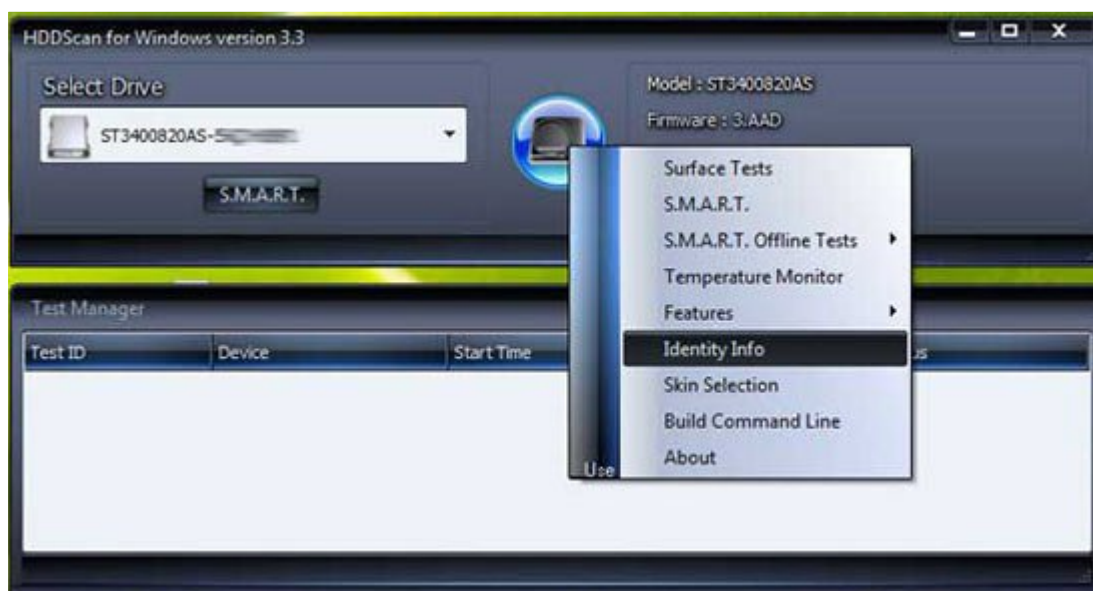 HDDScan for Windows version 3.3
Select Drive
ST3400820AS-
S.M.A.R.T.
Model : ST3400820AS
Firmware : 3.AAD
Surface Tests
S.M.A.R.T.
S.M.A.R.T. Offline Tests
Temperature Monitor
Features
Identity Info
Skin Selection
Build Command Line
About
Use
Test Manager
Test ID Device Start Time us